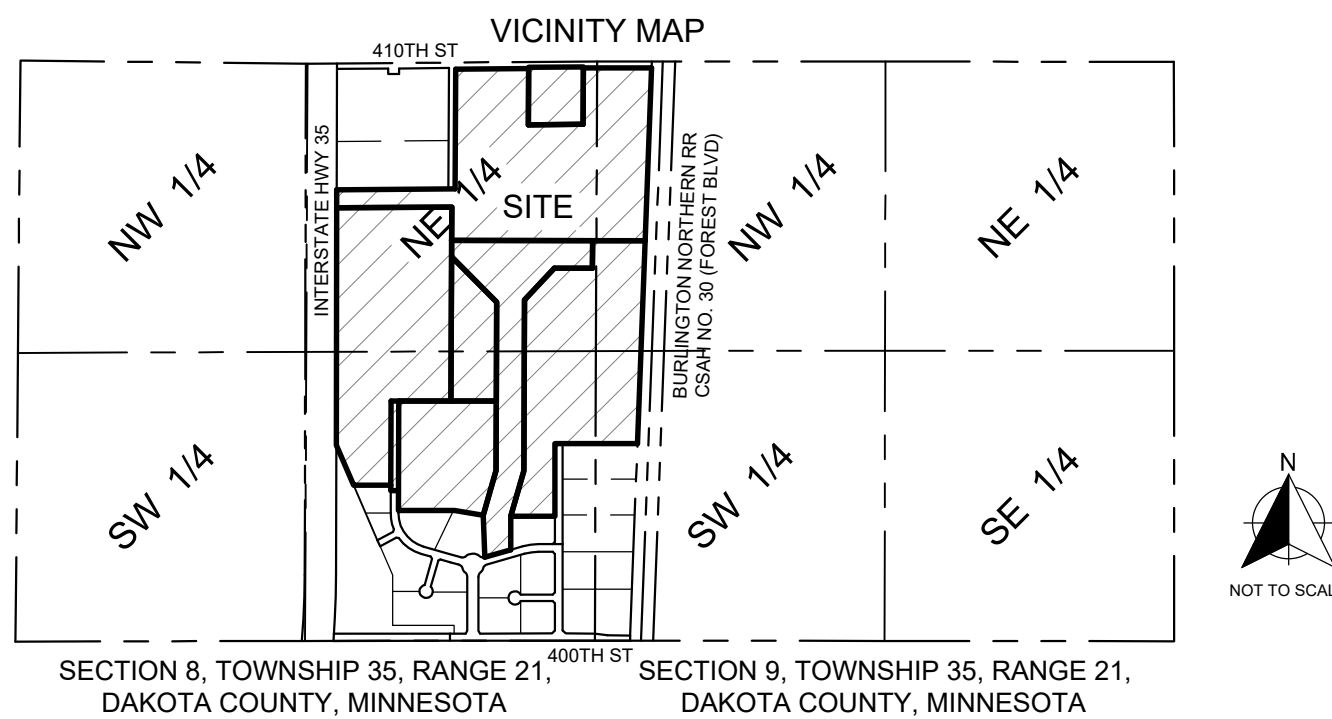 VICINITY MAP
410TH ST
INTERSTATE HWY 35
BURLINGTON NORTHERN RR
CSAH NO. 30 (FOREST BLVD)
NW 1/4
NE 1/4
SITE
NW 1/4
NE 1/4
SW 1/4
SW 1/4
SE 1/4
N
NOT TO SCAL
400TH ST
SECTION 8, TOWNSHIP 35, RANGE 21,
DAKOTA COUNTY, MINNESOTA
SECTION 9, TOWNSHIP 35, RANGE 21,
DAKOTA COUNTY, MINNESOTA